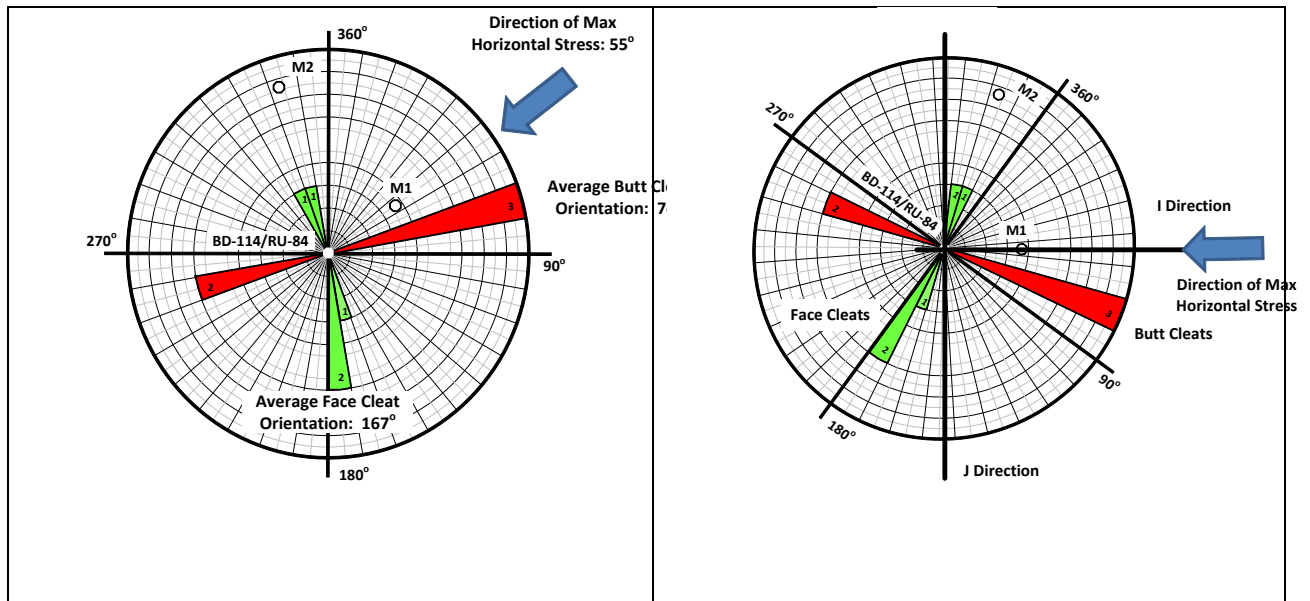 360°
Direction of Max
Horizontal Stress: 55°
M2
M1
1 1
3
Average Butt Cl
Orientation: 7
BD-114/RU-84
270°
90°
2
1
2
Average Face Cleat
Orientation: 167°
180°
360°
M2
270°
BD-114/RU-84
1 1
2
M1
I Direction
Direction of Max
Horizontal Stress
Face Cleats
1
2
3
Butt Cleats
90°
180°
J Direction